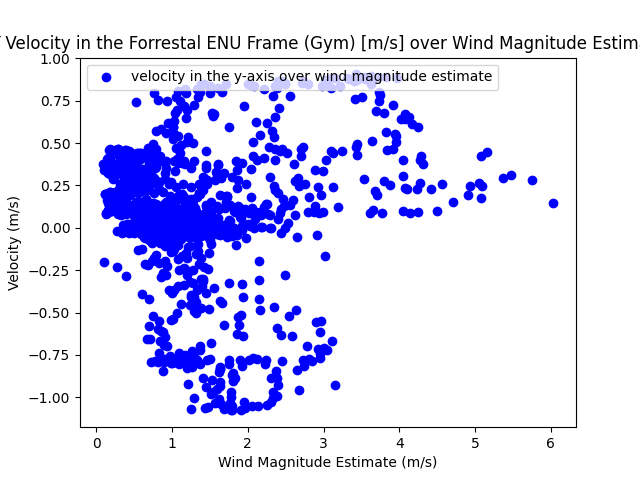 Velocity in the Forrestal ENU Frame (Gym) [m/s] over Wind Magnitude
velocity in the y-axis over wind magnitude estimate
1.00
0.75
0.50
0.25
0.00
−0.25
−0.50
−0.75
−1.00
Velocity (m/s)
0 1 2 3 4 5 6
Wind Magnitude Estimate (m/s)